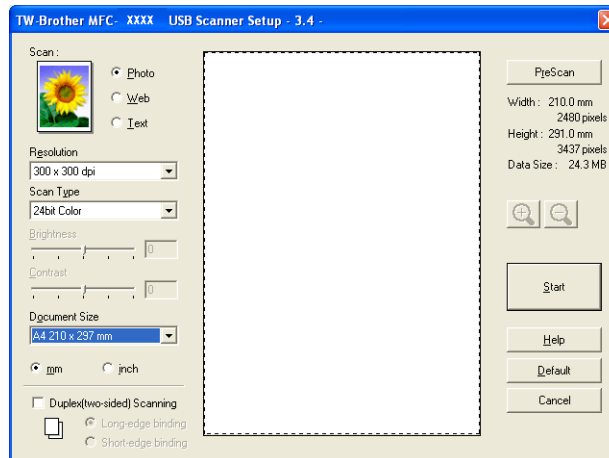 TW-Brother MFC- XXXX USB Scanner Setup - 3.4 -
Scan :
Photo
Web
Text
Resolution
300 x 300 dpi
Scan Type
24bit Color
Brightness
0
Contrast
0
Document Size
A4 210 x 297 mm
mm
inch
Duplex(two-sided) Scanning
Long-edge binding
Short-edge binding
PreScan
Width : 210.0 mm
2480 pixels
Height : 291.0 mm
3437 pixels
Data Size : 24.3 MB
Start
Help
Default
Cancel